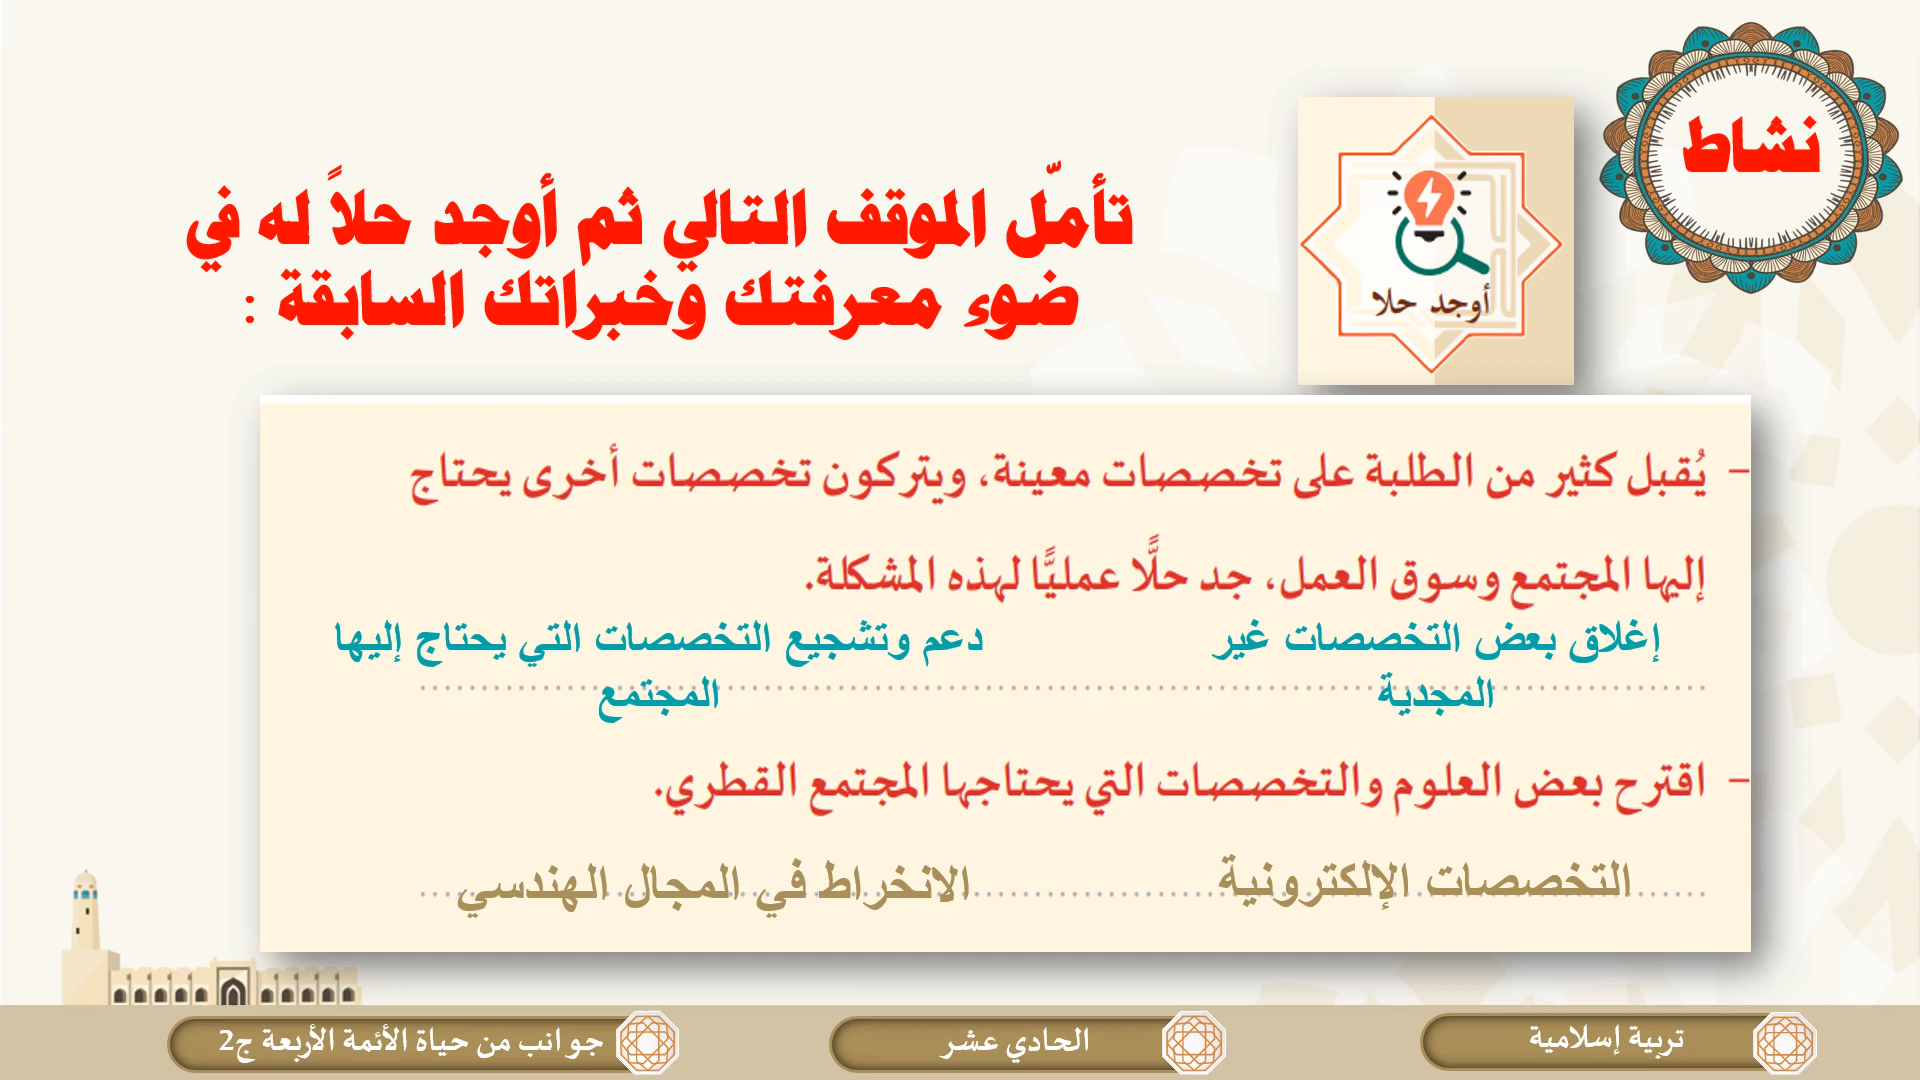 نشاط
أوجد حلا
تأمّل الموقف التالي ثم أوجد حلاً له في
ضوء معرفتك وخبراتك السابقة :
- يُقبل كثير من الطلبة على تخصصات معينة، ويتركون تخصصات أخرى يحتاج
إليها المجتمع وسوق العمل، جد حلًّا عمليًّا لهذه المشكلة.
إغلاق بعض التخصصات غير
المجدية
دعم وتشجيع التخصصات التي يحتاج إليها
المجتمع
- اقترح بعض العلوم والتخصصات التي يحتاجها المجتمع القطري.
التخصصات الإلكترونية
الانخراط في المجال الهندسي
تربية إسلامية
الحادي عشر
جوانب من حياة الأئمة الأربعة ج2